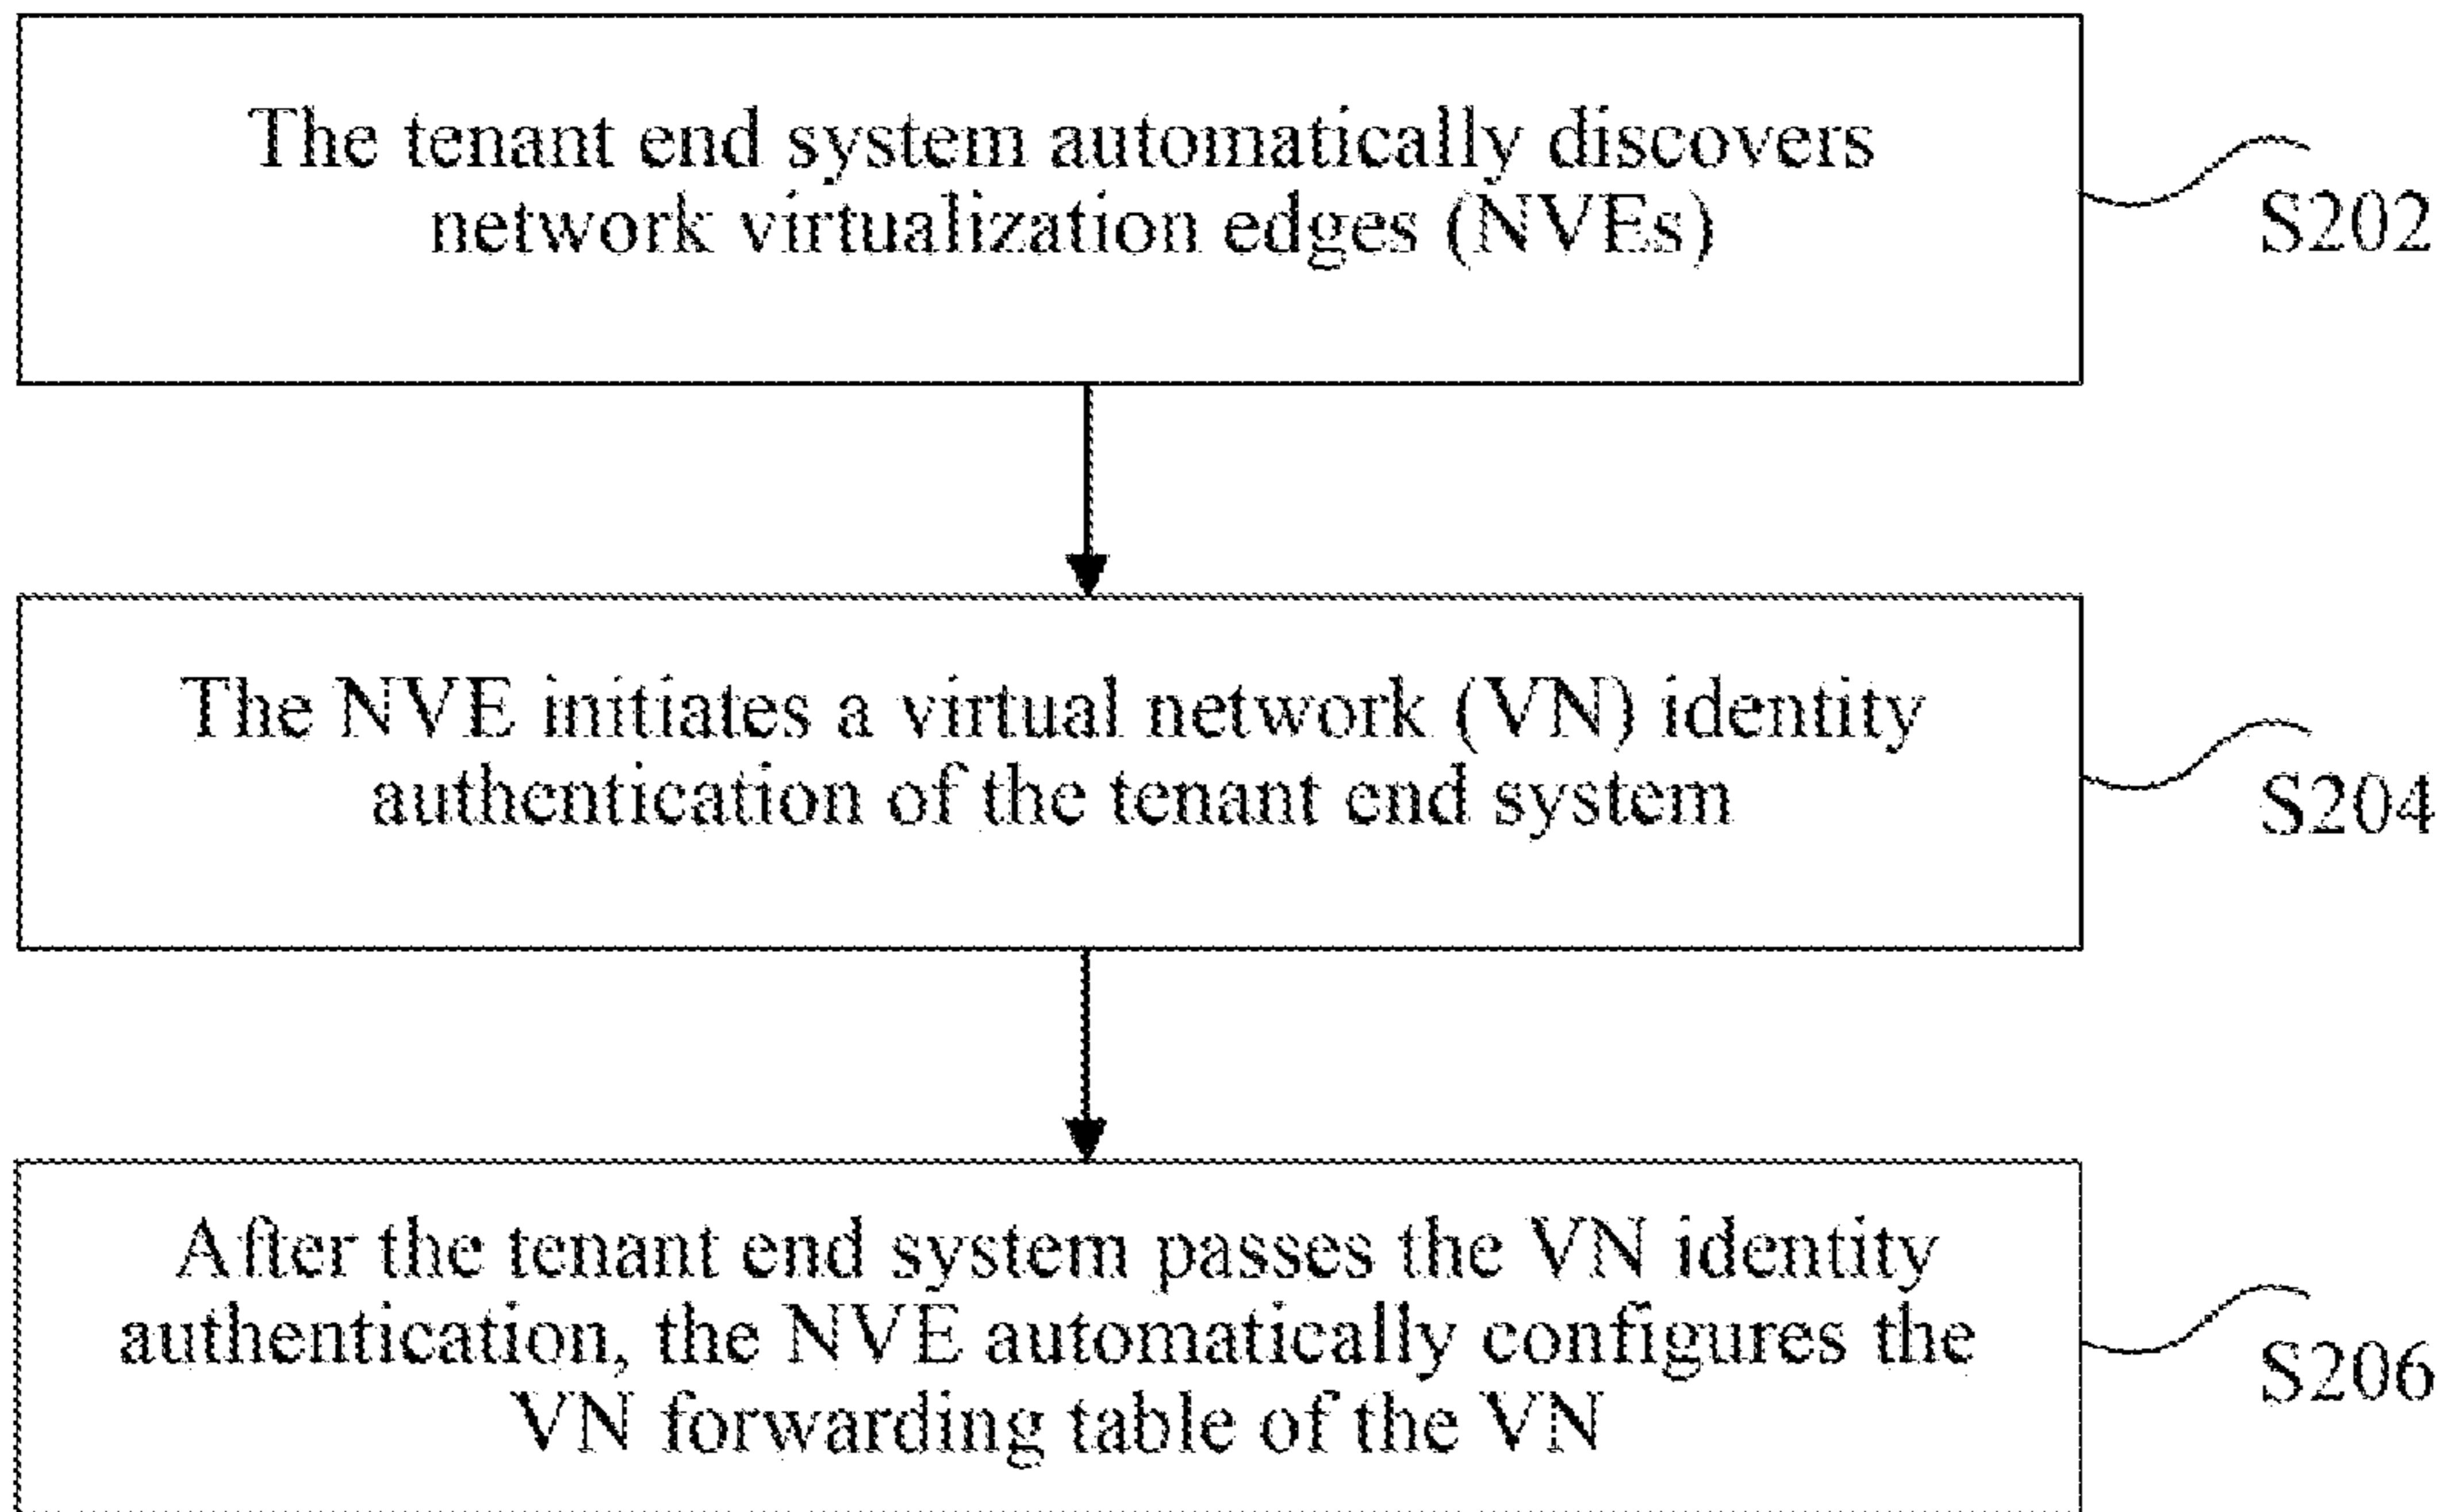 The tenant end system automatically discovers
network virtualization edges (NVEs)
S202
The NVE initiates a virtual network (VN) identity
authentication of the tenant end system
S204
After the tenant end system passes the VN identity
authentication, the NVE automatically configures the
VN forwarding table of the VN
S206